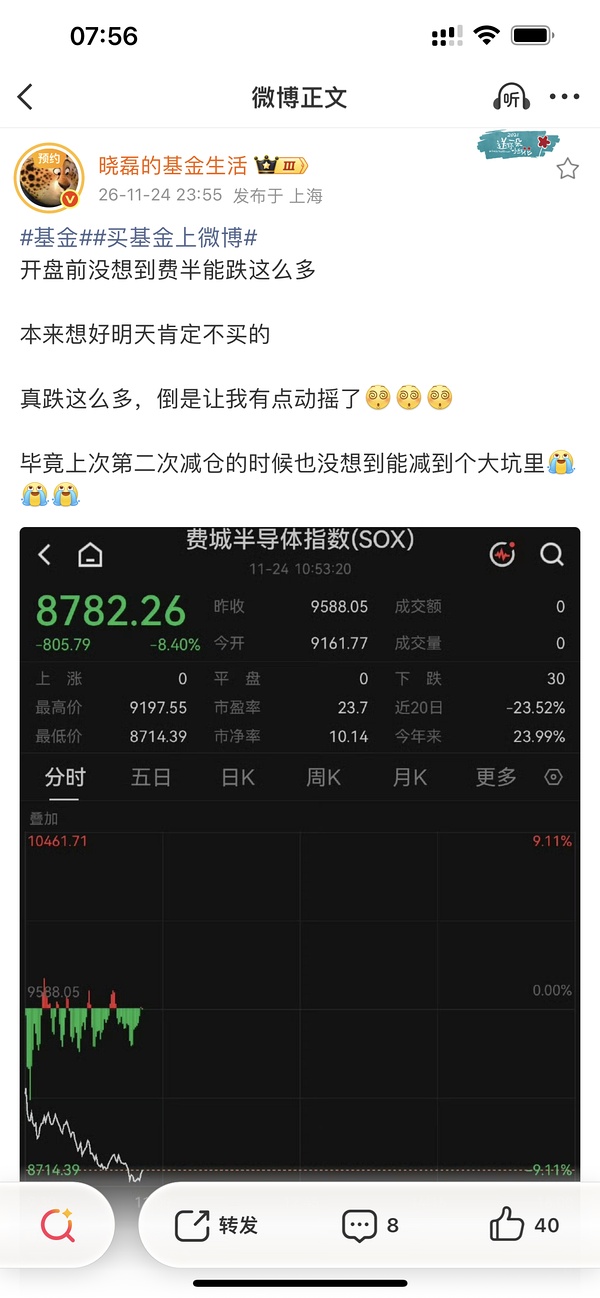 07:56
微博正文
听
预约
晓磊的基金生活
III
26-11-24 23:55 发布于 上海
#基金##买基金上微博#
开盘前没想到费半能跌这么多
本来想好明天肯定不买的
真跌这么多，倒是让我有点动摇了😵‍💫😵‍💫😵‍💫
毕竟上次第二次减仓的时候也没想到能减到个大坑里😭
😭😭
费城半导体指数(SOX)
11-24 10:53:20
8782.26 昨收 9588.05 成交额 0
-805.79 -8.40% 今开 9161.77 成交量 0
上涨 0 平盘 0 下跌 30
最高价 9197.55 市盈率 23.7 近20日 -23.52%
最低价 8714.39 市净率 10.14 今年来 23.99%
分时 五日 日K 周K 月K 更多
叠加
10461.71 9.11%
9588.05 0.00%
8714.39 -9.11%
转发 8 40